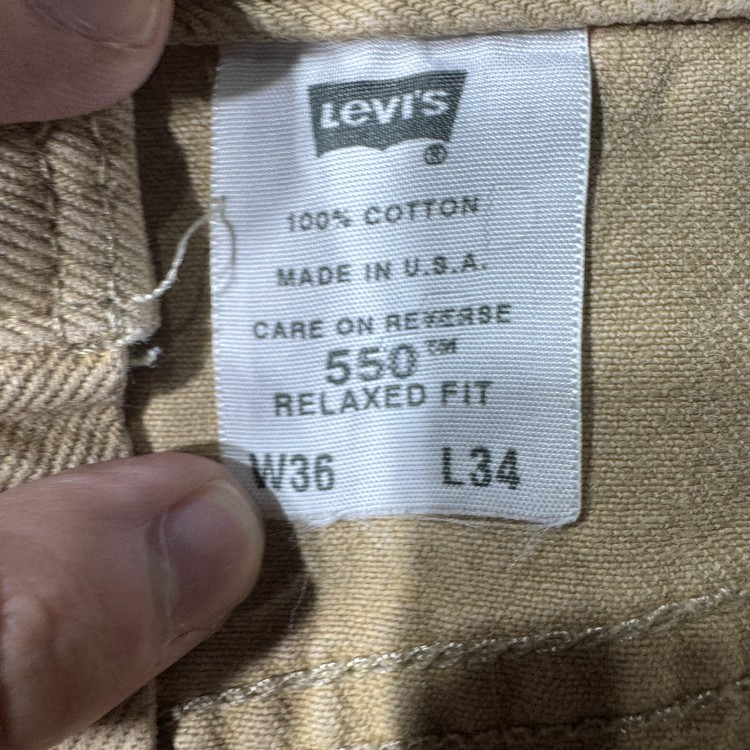 LEVI'S
®
100% COTTON
MADE IN U.S.A.
CARE ON REVERSE
550™
RELAXED FIT
W36 L34